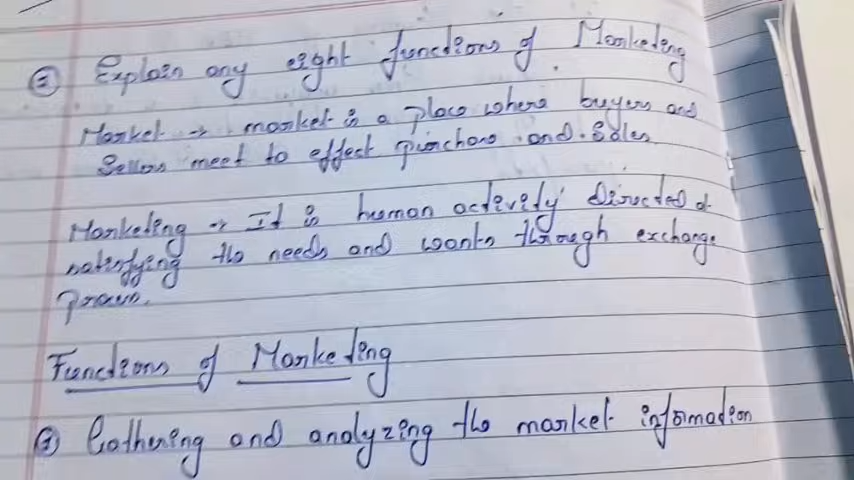 ② Explain any eight functions of Marketing
Market → market is a place where buyers and
Sellers meet to effect purchase and Sales
Marketing → It is human activity directed at
satisfying the needs and wants through exchange
process.
Functions of Marketing
① Gathering and analyzing the market information